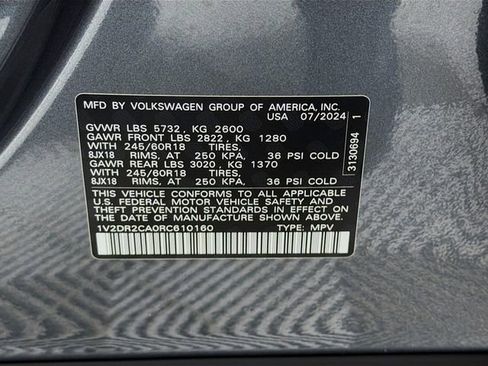 MFD BY VOLKSWAGEN GROUP OF AMERICA, INC.
USA 07/2024
GVWR LBS 5732, KG 2600
GAWR FRONT LBS 2822, KG 1280
WITH 245/60R18 TIRES,
8JX18 RIMS, AT 250 KPA, 36 PSI COLD
GAWR REAR LBS 3020, KG 1370
WITH 245/60R18 TIRES,
8JX18 RIMS, AT 250 KPA, 36 PSI COLD
THIS VEHICLE CONFORMS TO ALL APPLICABLE
U.S. FEDERAL MOTOR VEHICLE SAFETY AND
THEFT PREVENTION STANDARDS IN EFFECT ON
THE DATE OF MANUFACTURE SHOWN ABOVE.
1V2DR2CA0RC610160 TYPE: MPV
3130694 1